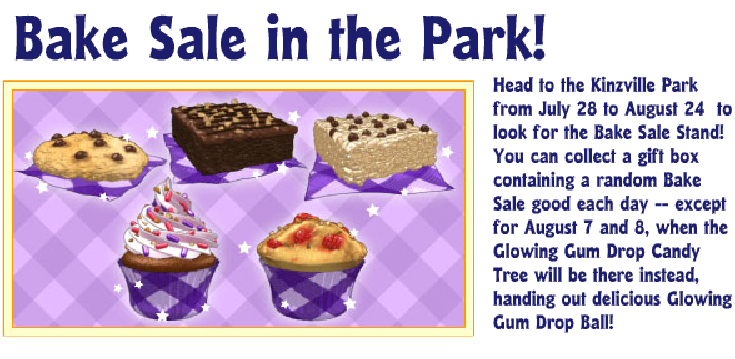 Bake Sale in the Park!
Head to the Kinzville Park
from July 28 to August 24 to
look for the Bake Sale Stand!
You can collect a gift box
containing a random Bake
Sale good each day -- except
for August 7 and 8, when the
Glowing Gum Drop Candy
Tree will be there instead,
handing out delicious Glowing
Gum Drop Ball!